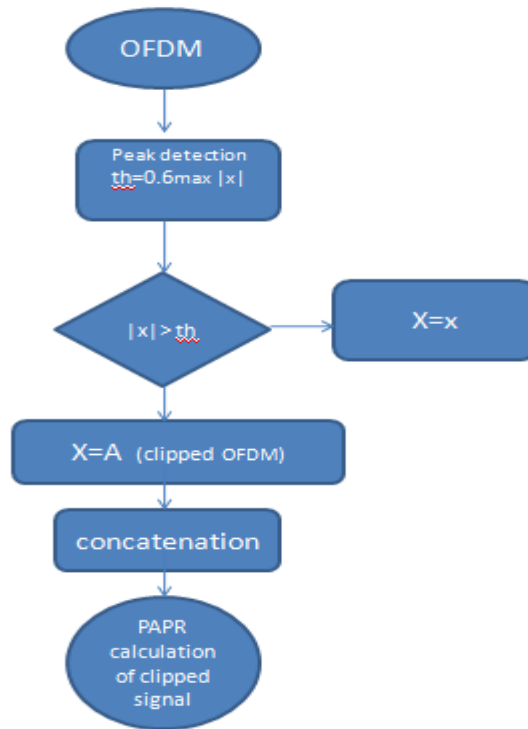 OFDM
Peak detection
th=0.6max |x|
|x| > th
X=x
X=A (clipped OFDM)
concatenation
PAPR
calculation
of clipped
signal